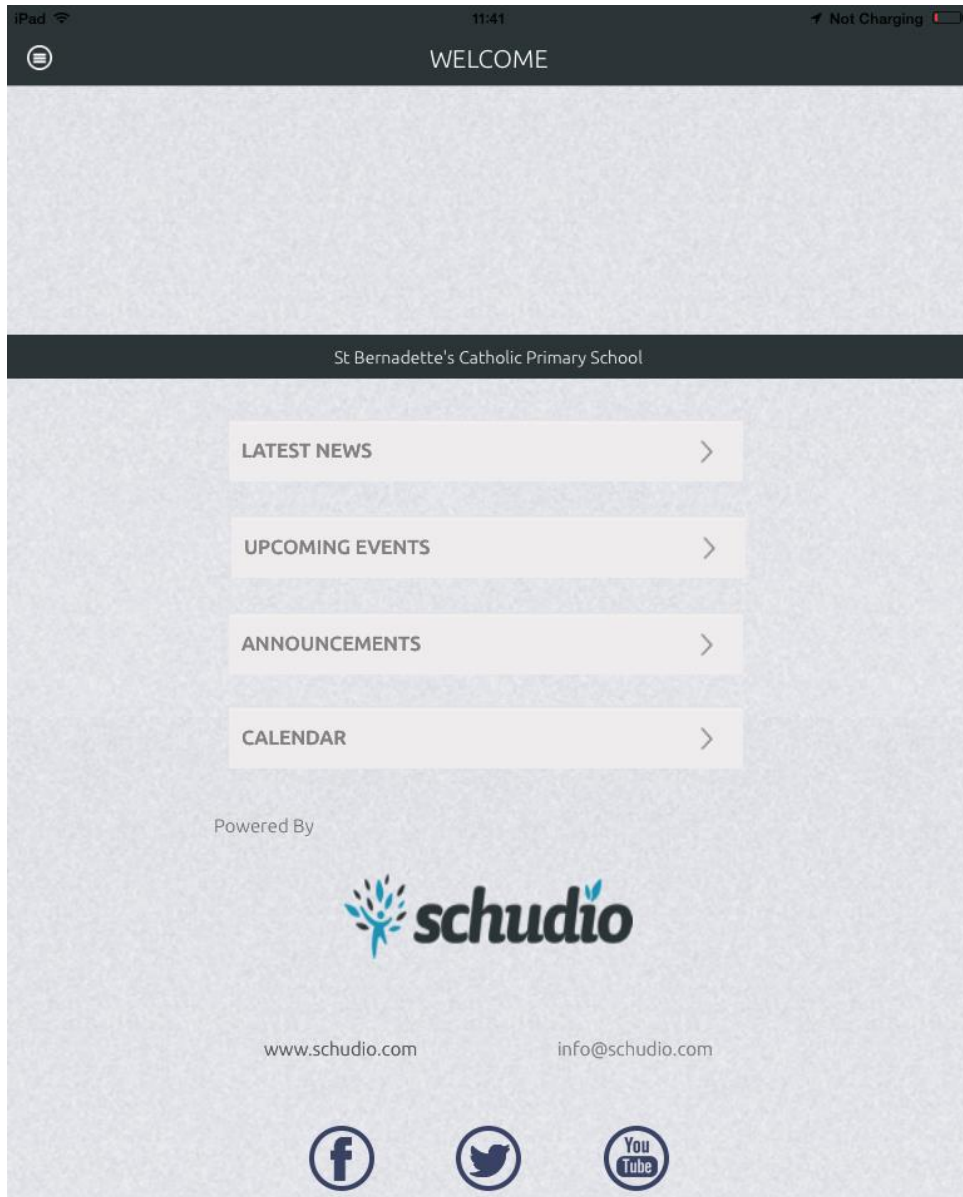 iPad 11:41 Not Charging
WELCOME
St Bernadette's Catholic Primary School
LATEST NEWS
UPCOMING EVENTS
ANNOUNCEMENTS
CALENDAR
Powered By
schudio
www.schudio.com info@schudio.com
f You Tube